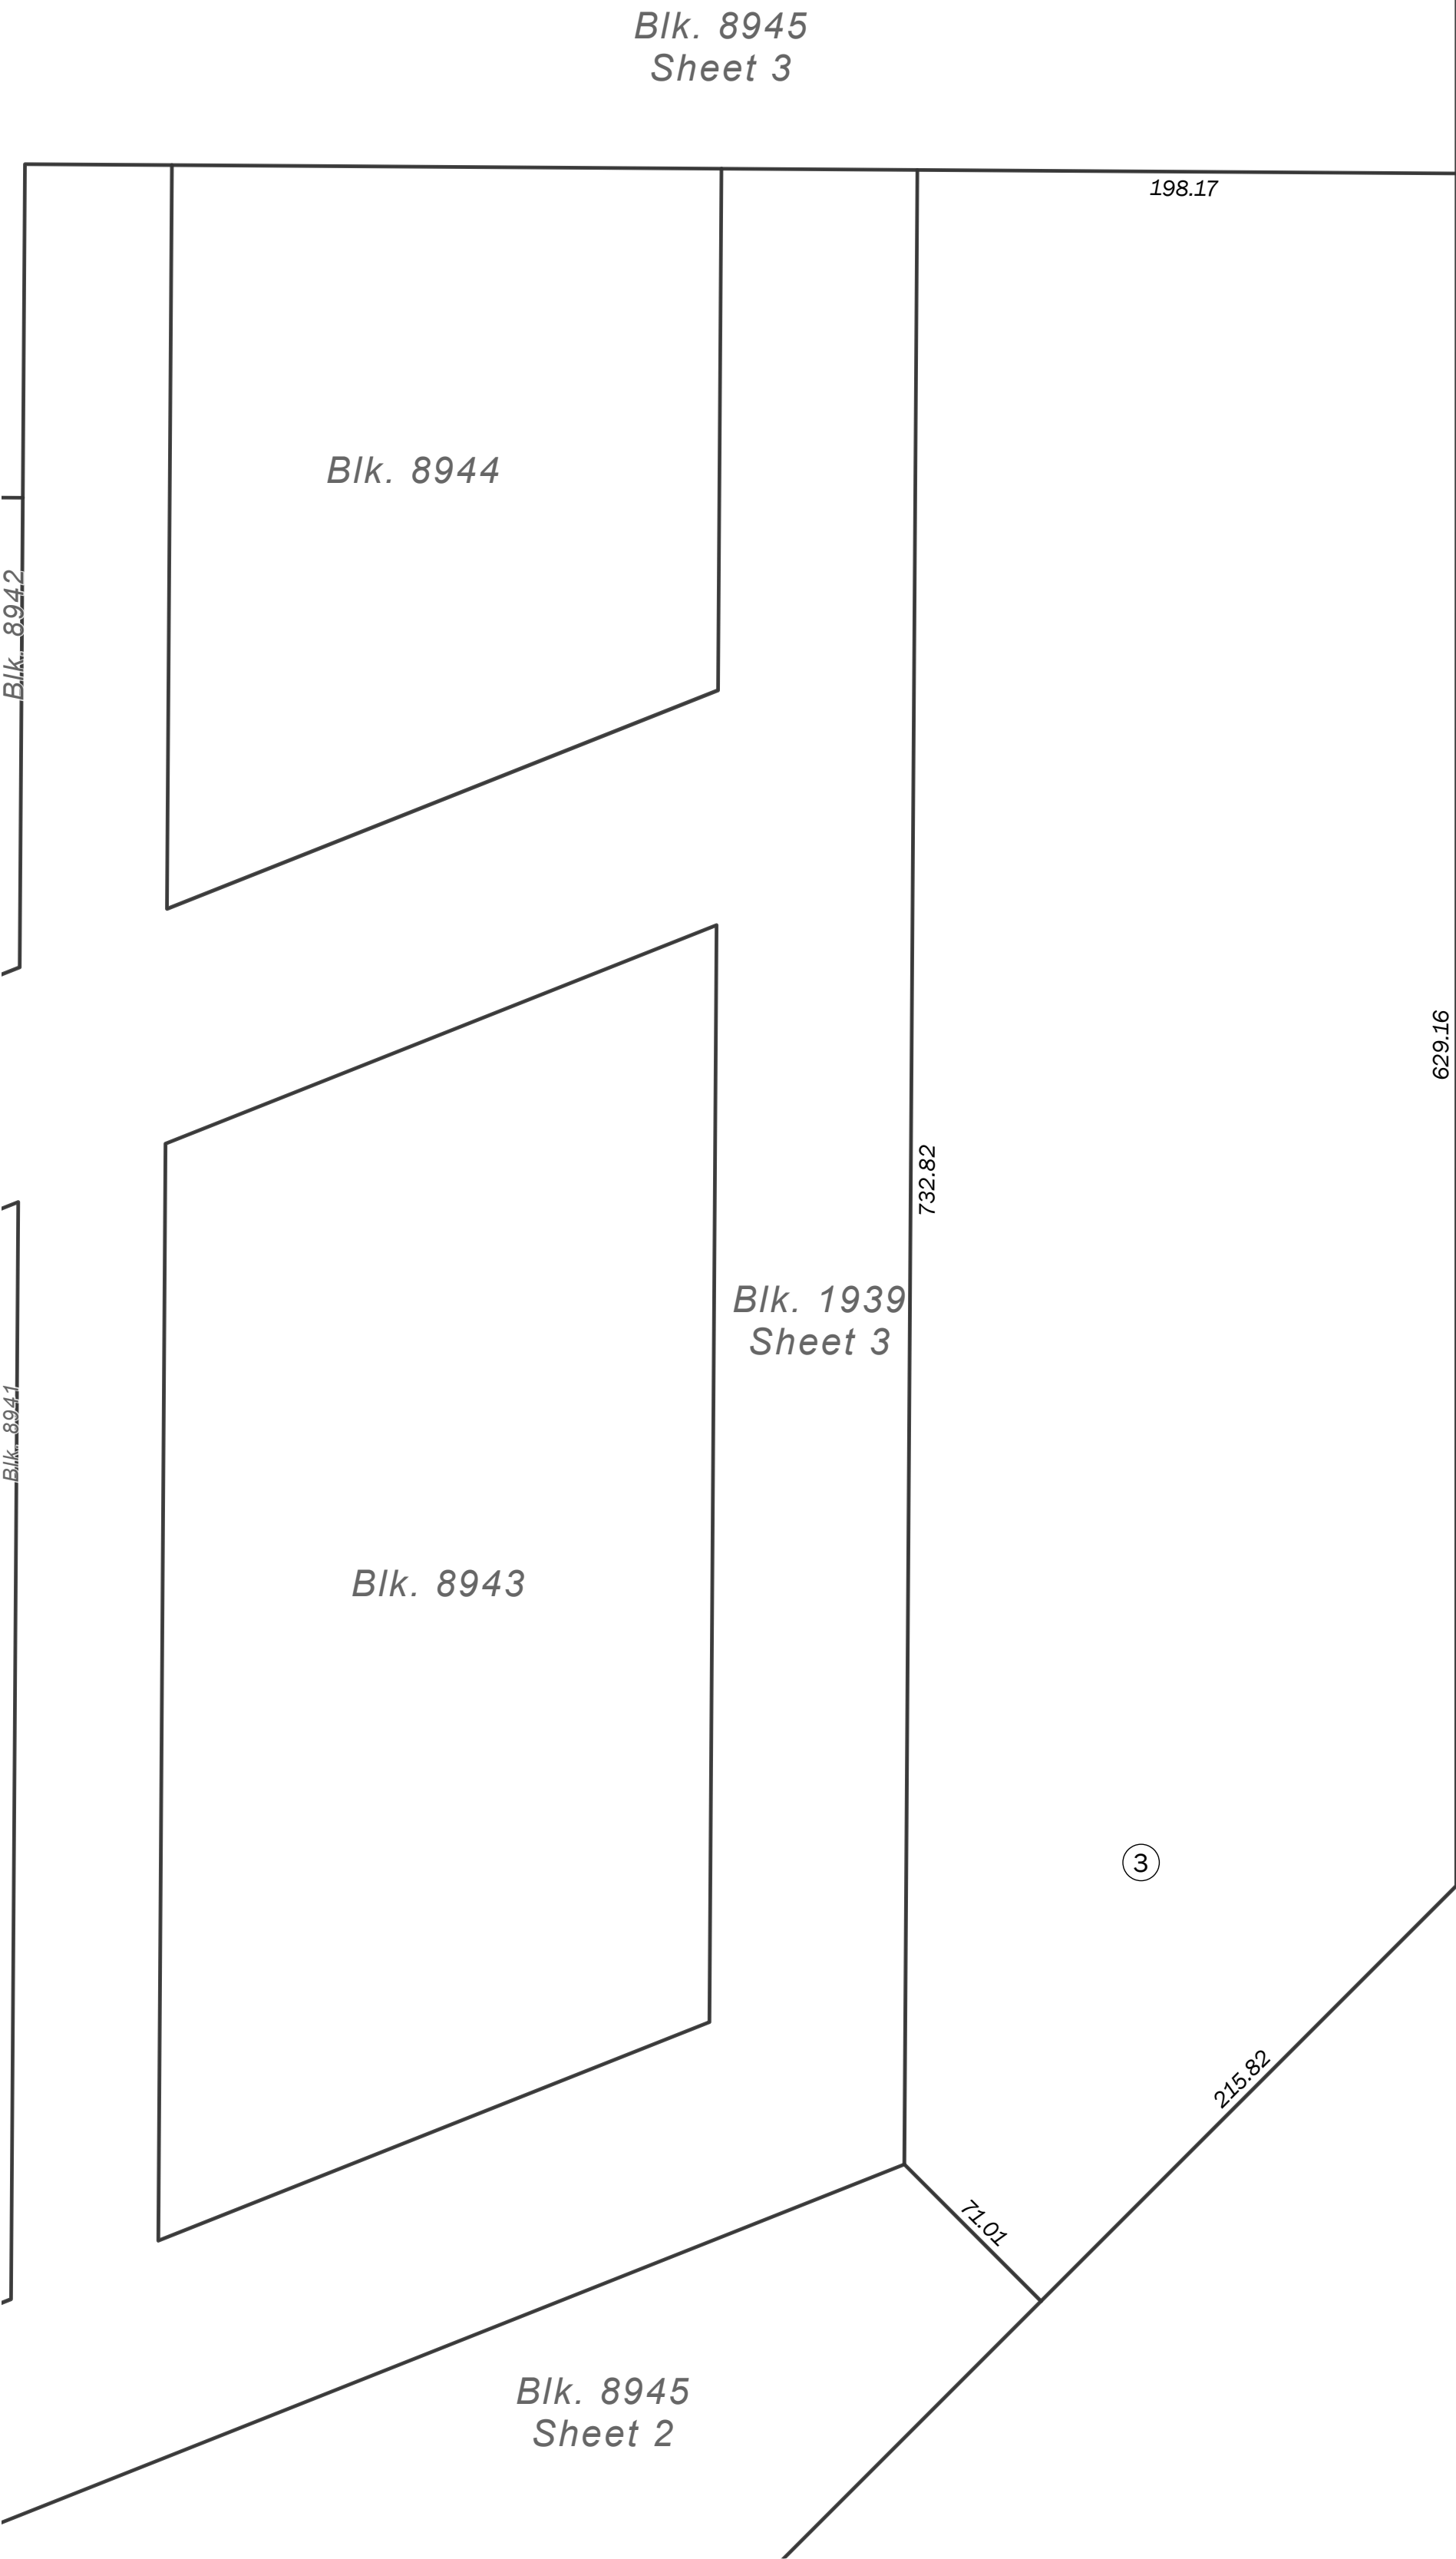 Blk. 8945
Sheet 3
198.17
Blk. 8944
Blk. 8942
629.16
732.82
Blk. 1939
Sheet 3
Blk. 8941
Blk. 8943
3
215.82
71.01
Blk. 8945
Sheet 2